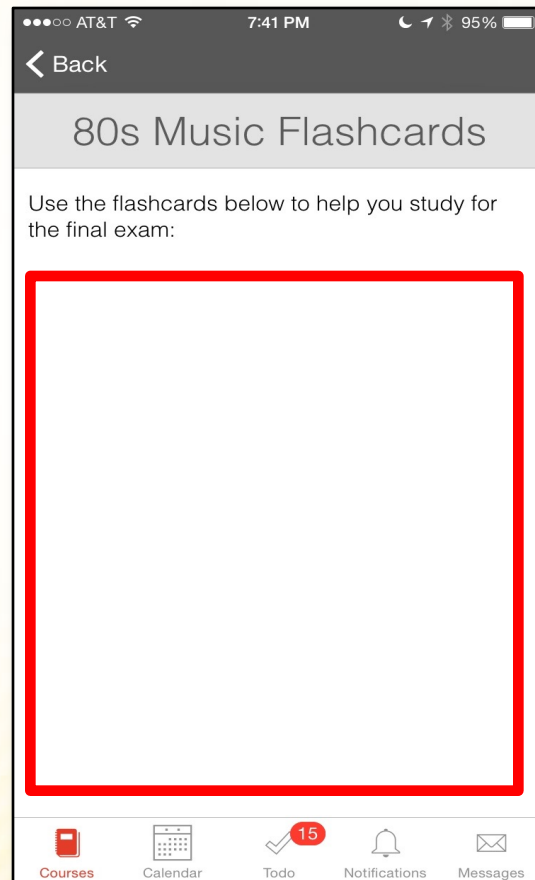 ●●●○○ AT&T 7:41 PM 95%
Back
80s Music Flashcards
Use the flashcards below to help you study for
the final exam:
15
Courses Calendar Todo Notifications Messages